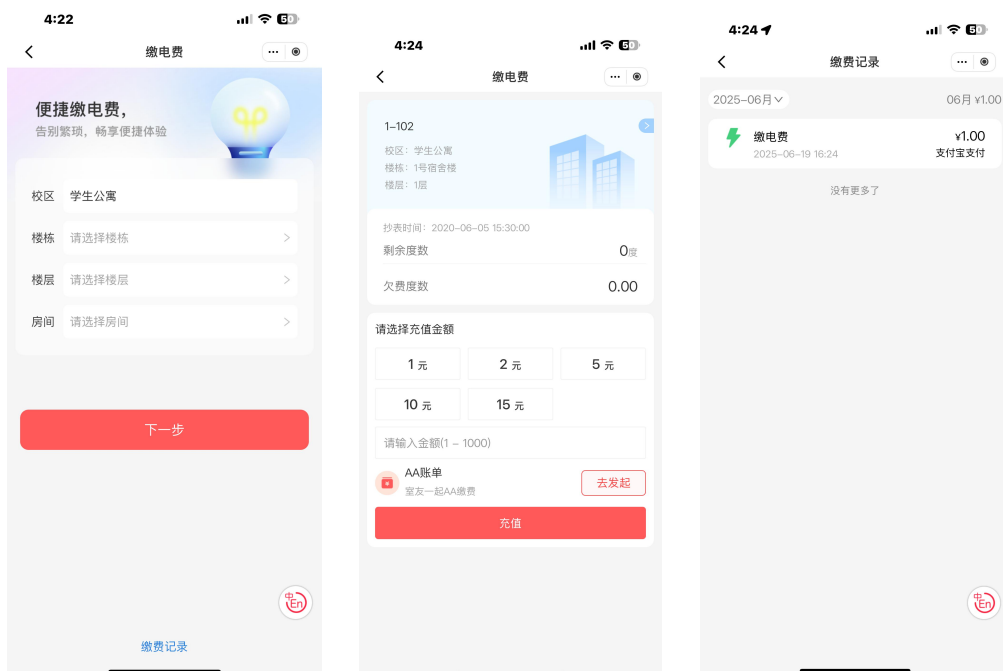 4:22
50
缴电费
便捷缴电费，
告别繁琐，畅享便捷体验
校区 学生公寓
楼栋 请选择楼栋
楼层 请选择楼层
房间 请选择房间
下一步
中En
缴费记录
4:24
50
缴电费
1-102
校区：学生公寓
楼栋：1号宿舍楼
楼层：1层
抄表时间：2020-06-05 15:30:00
剩余度数 0度
欠费度数 0.00
请选择充值金额
1 元 2 元 5 元
10 元 15 元
请输入金额(1 - 1000)
AA账单
室友一起AA缴费
去发起
充值
4:24
50
缴费记录
2025-06月 06月 ¥1.00
缴电费 ¥1.00
2025-06-19 16:24 支付宝支付
没有更多了
中En